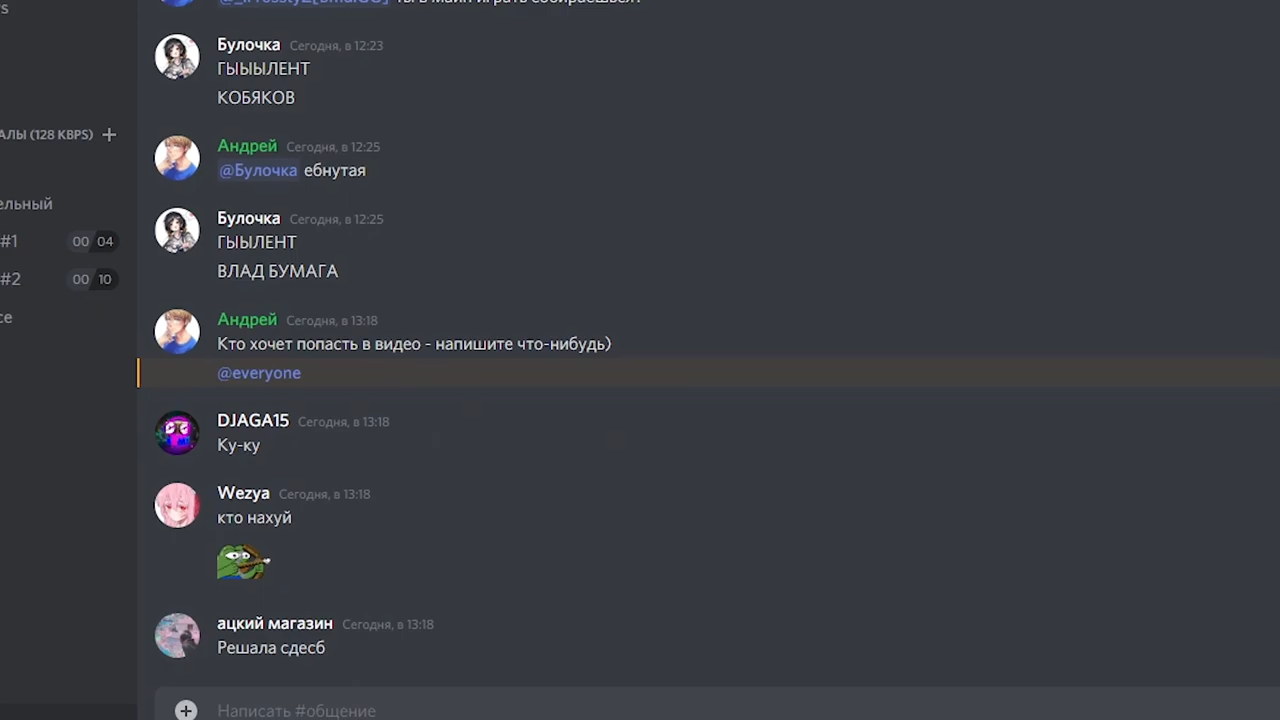 Булочка Сегодня, в 12:23
ГЫЫЫЛЕНТ
КОБЯКОВ
АЛЫ (128 KBPS)
Андрей Сегодня, в 12:25
@Булочка ебнутая
ельный
Булочка Сегодня, в 12:25
#1 00 04
ГЫЫЛЕНТ
ВЛАД БУМАГА
#2 00 10
се
Андрей Сегодня, в 13:18
Кто хочет попасть в видео - напишите что-нибудь)
@everyone
DJAGA15 Сегодня, в 13:18
Ку-ку
Wezya Сегодня, в 13:18
кто нахуй
ацкий магазин Сегодня, в 13:18
Решала сдесб
Написать #общение